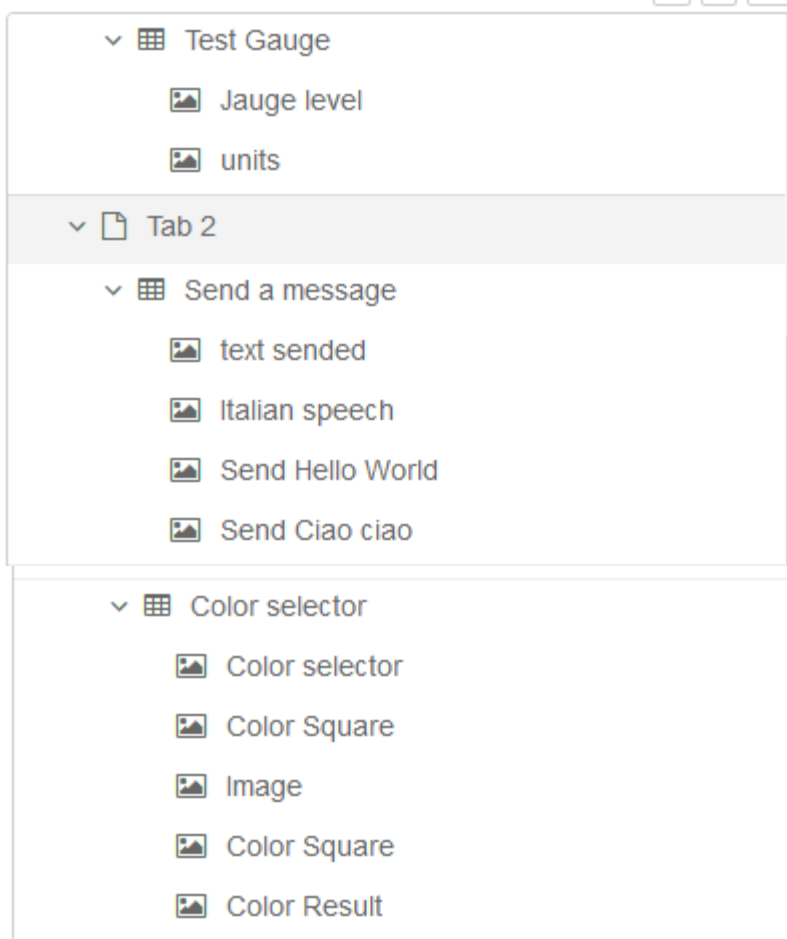 Test Gauge
Jauge level
units
Tab 2
Send a message
text sended
Italian speech
Send Hello World
Send Ciao ciao
Color selector
Color selector
Color Square
Image
Color Square
Color Result